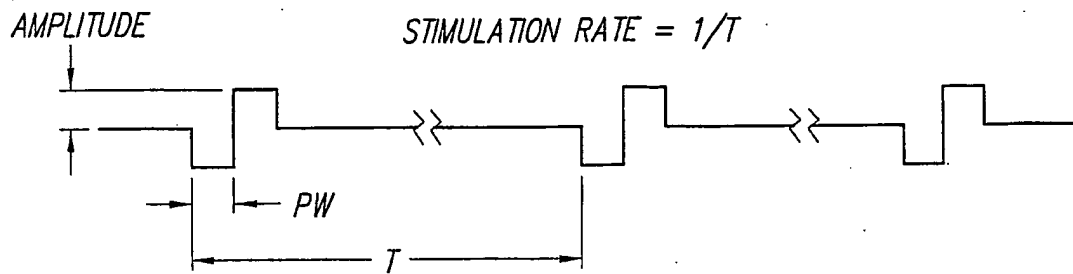 AMPLITUDE
STIMULATION RATE = 1/T
PW
T